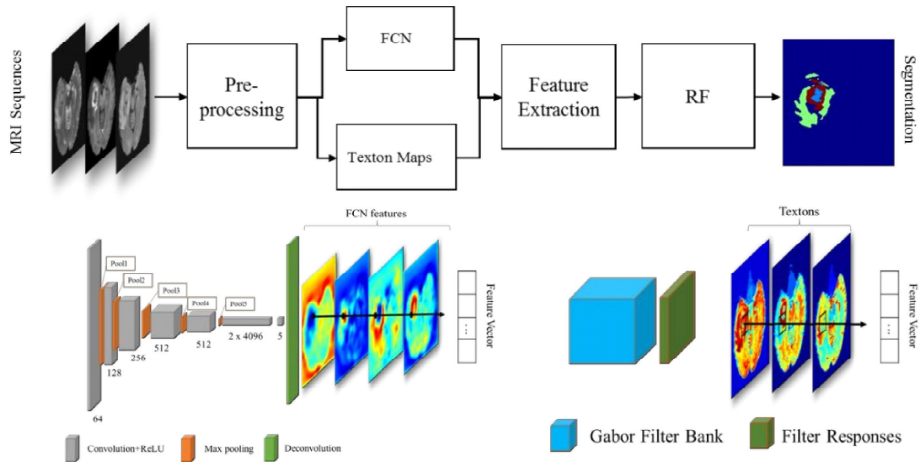 MRI Sequences
Pre-
processing
FCN
Texton Maps
Feature
Extraction
RF
Segmentation
FCN features
Pool1
Pool2
Pool3
Pool4
Pool5
64
128
256
512
512
2 x 4096
5
⋮
Feature Vector
Convolution+ReLU
Max pooling
Deconvolution
Textons
⋮
Feature Vector
Gabor Filter Bank
Filter Responses